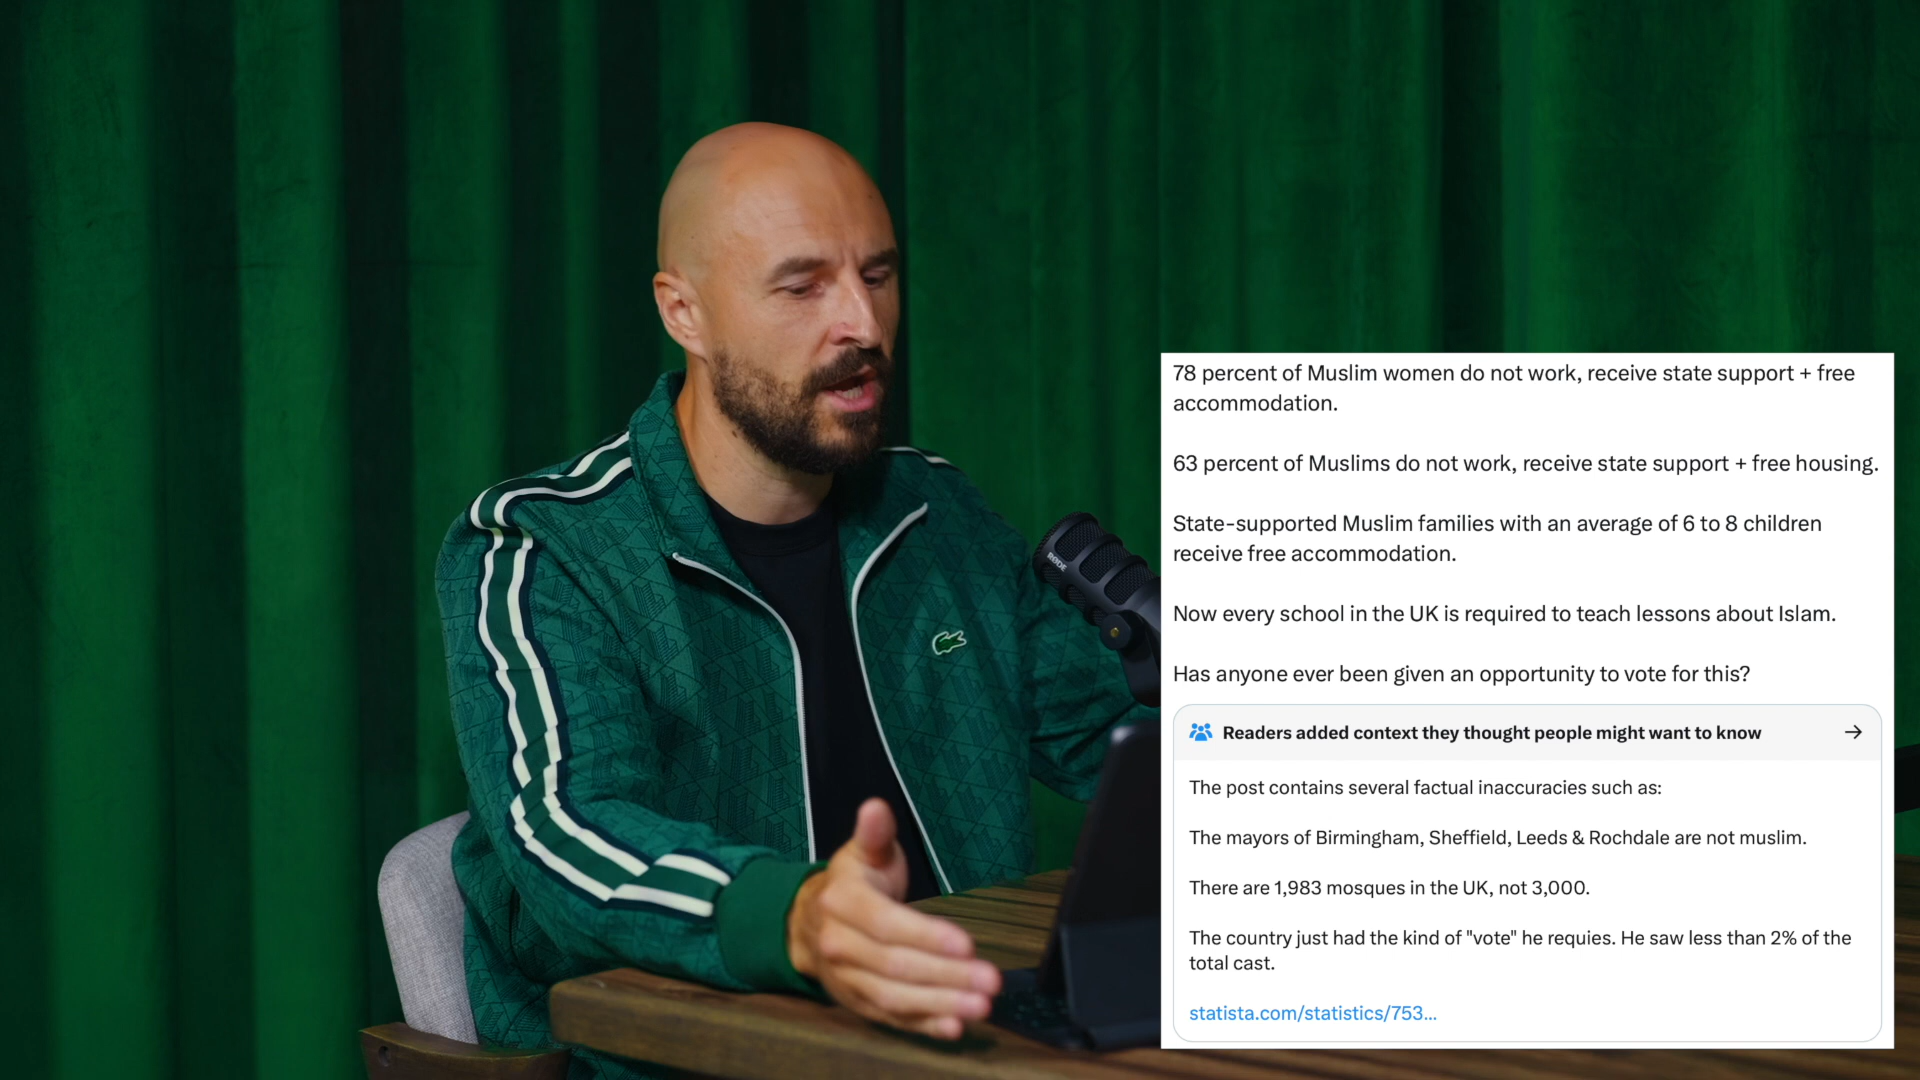 RØDE
78 percent of Muslim women do not work, receive state support + free
accommodation.
63 percent of Muslims do not work, receive state support + free housing.
State-supported Muslim families with an average of 6 to 8 children
receive free accommodation.
Now every school in the UK is required to teach lessons about Islam.
Has anyone ever been given an opportunity to vote for this?
Readers added context they thought people might want to know
The post contains several factual inaccuracies such as:
The mayors of Birmingham, Sheffield, Leeds & Rochdale are not muslim.
There are 1,983 mosques in the UK, not 3,000.
The country just had the kind of "vote" he requies. He saw less than 2% of the
total cast.
statista.com/statistics/753...